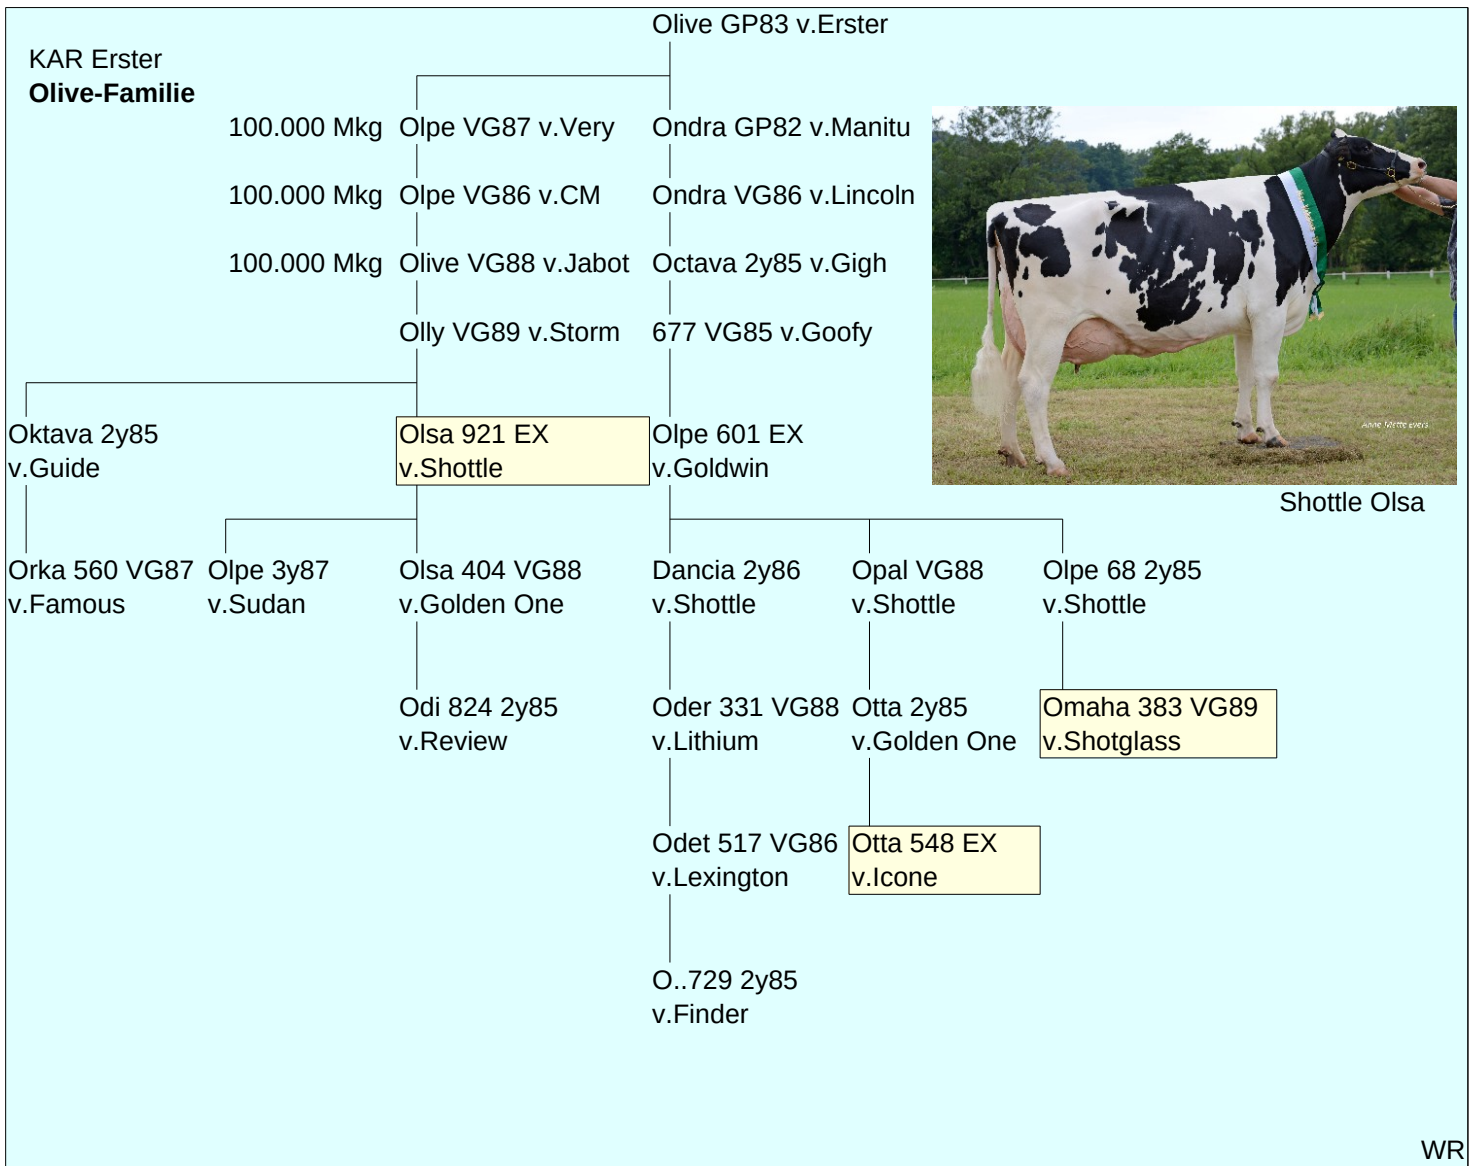 Olive GP83 v.Erster
KAR Erster
Olive-Familie
100.000 Mkg Olpe VG87 v.Very Ondra GP82 v.Manitu
100.000 Mkg Olpe VG86 v.CM Ondra VG86 v.Lincoln
100.000 Mkg Olive VG88 v.Jabot Octava 2y85 v.Gigh
Olly VG89 v.Storm 677 VG85 v.Goofy
Oktava 2y85 Olsa 921 EX Olpe 601 EX
v.Guide v.Shottle v.Goldwin
Anne Mette Evers
Shottle Olsa
Orka 560 VG87 Olpe 3y87 Olsa 404 VG88 Dancia 2y86 Opal VG88 Olpe 68 2y85
v.Famous v.Sudan v.Golden One v.Shottle v.Shottle v.Shottle
Odi 824 2y85 Oder 331 VG88 Otta 2y85 Omaha 383 VG89
v.Review v.Lithium v.Golden One v.Shotglass
Odet 517 VG86 Otta 548 EX
v.Lexington v.Icone
O..729 2y85
v.Finder
WR